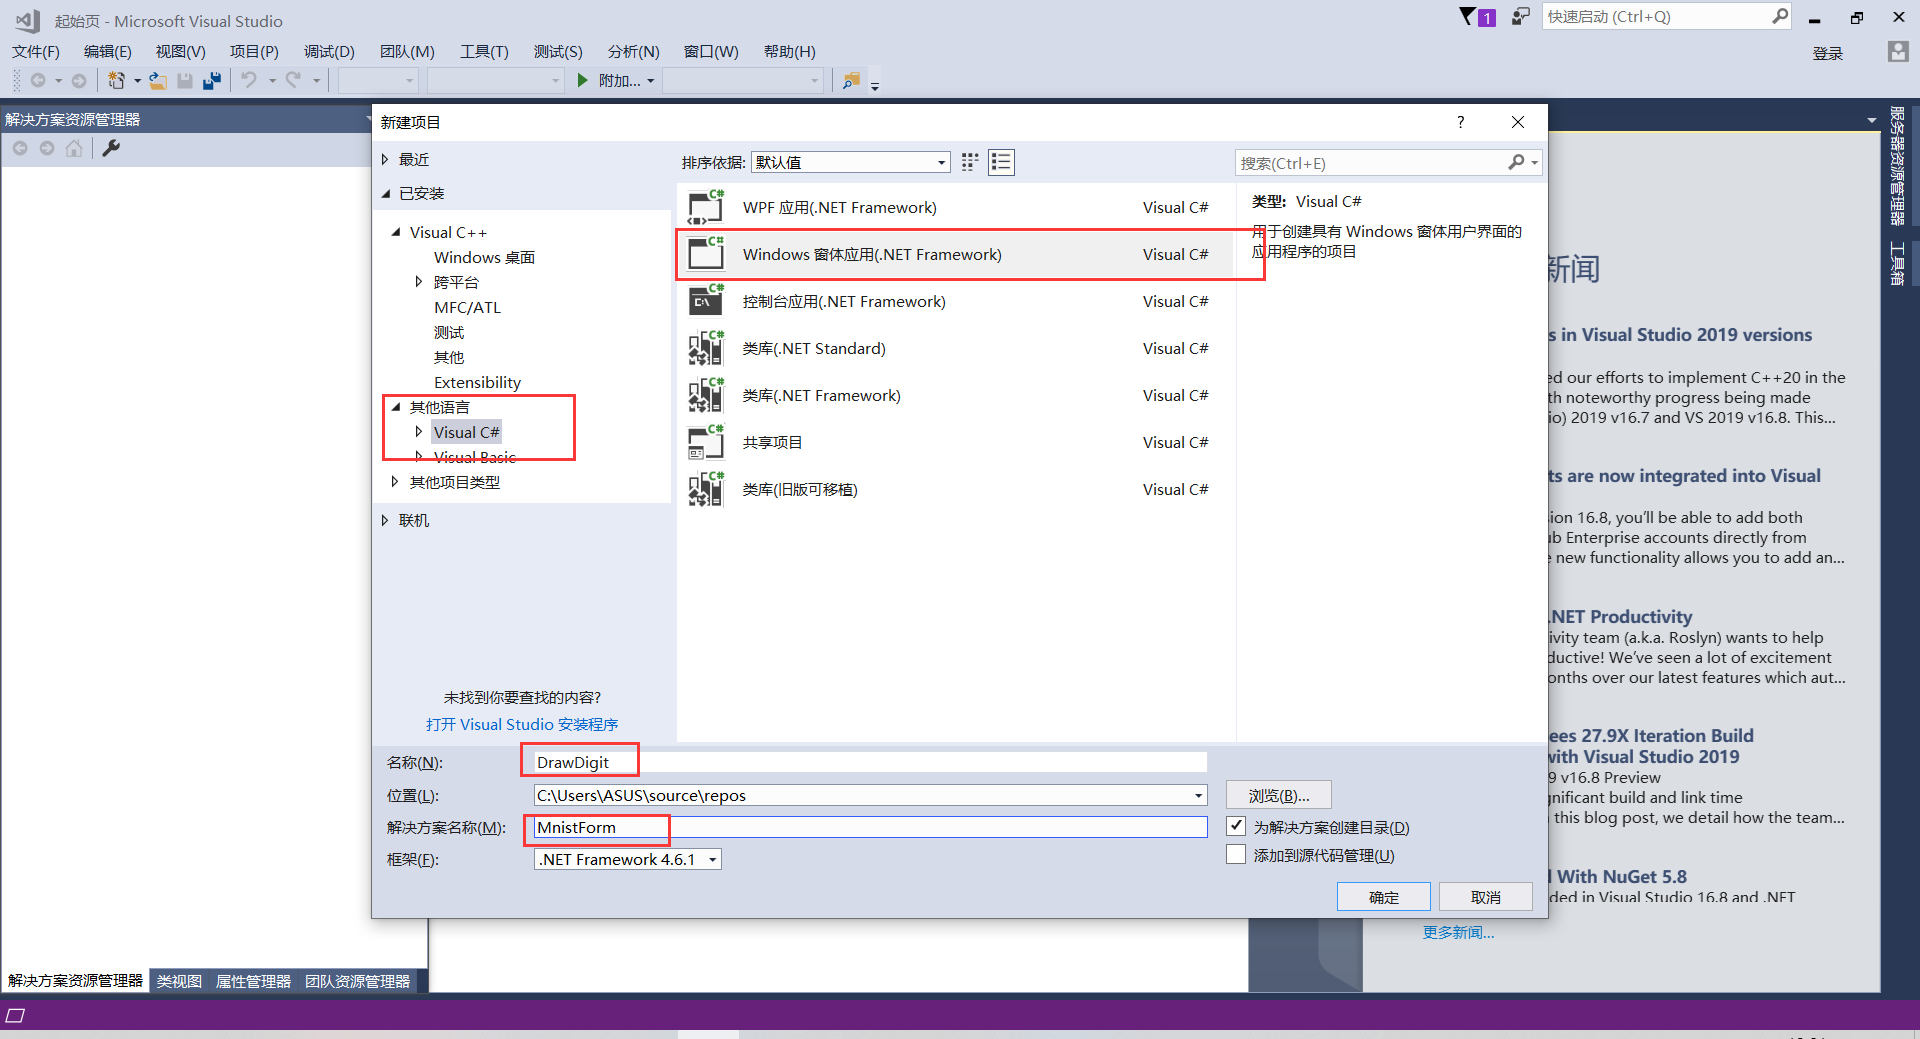 起始页 - Microsoft Visual Studio
1
快速启动 (Ctrl+Q)
文件(F)
编辑(E)
视图(V)
项目(P)
调试(D)
团队(M)
工具(T)
测试(S)
分析(N)
窗口(W)
帮助(H)
登录
附加...
解决方案资源管理器
新建项目
?
最近
已安装
Visual C++
Windows 桌面
跨平台
MFC/ATL
测试
其他
Extensibility
其他语言
Visual C#
Visual Basic
其他项目类型
联机
未找到你要查找的内容?
打开 Visual Studio 安装程序
排序依据: 默认值
搜索(Ctrl+E)
WPF 应用(.NET Framework) Visual C#
Windows 窗体应用(.NET Framework) Visual C#
控制台应用(.NET Framework) Visual C#
类库(.NET Standard) Visual C#
类库(.NET Framework) Visual C#
共享项目 Visual C#
类库(旧版可移植) Visual C#
类型: Visual C#
用于创建具有 Windows 窗体用户界面的
应用程序的项目
名称(N): DrawDigit
位置(L): C:\Users\ASUS\source\repos
浏览(B)...
解决方案名称(M): MnistForm
为解决方案创建目录(D)
框架(F): .NET Framework 4.6.1
添加到源代码管理(U)
确定
取消
新闻
s in Visual Studio 2019 versions
ed our efforts to implement C++20 in the
th noteworthy progress being made
io) 2019 v16.7 and VS 2019 v16.8. This...
ts are now integrated into Visual
sion 16.8, you'll be able to add both
ub Enterprise accounts directly from
e new functionality allows you to add an...
.NET Productivity
ivity team (a.k.a. Roslyn) wants to help
ductive! We've seen a lot of excitement
onths over our latest features which aut...
ees 27.9X Iteration Build
with Visual Studio 2019
9 v16.8 Preview
gnificant build and link time
this blog post, we detail how the team...
l With NuGet 5.8
ded in Visual Studio 16.8 and .NET
更多新闻...
服务器资源管理器
工具箱
解决方案资源管理器
类视图
属性管理器
团队资源管理器